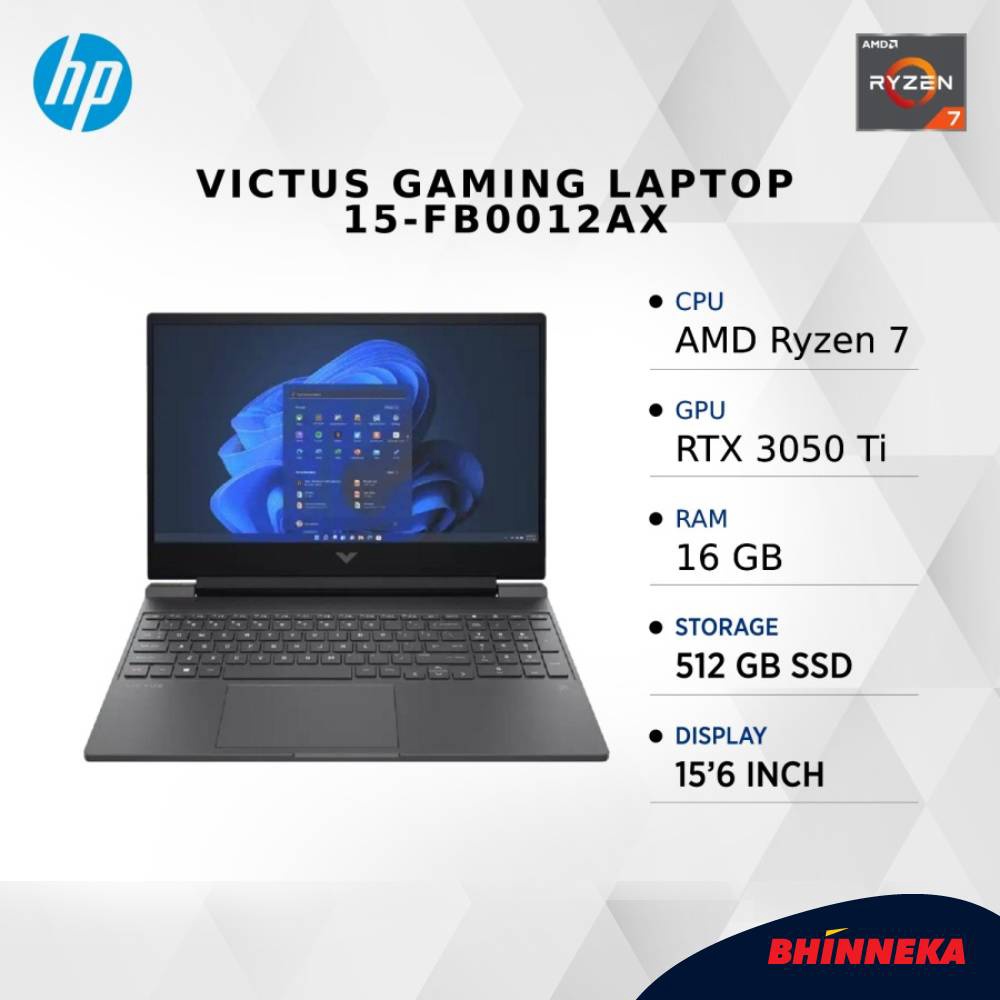 hp
AMD
RYZEN
7
VICTUS GAMING LAPTOP
15-FB0012AX
CPU
AMD Ryzen 7
GPU
RTX 3050 Ti
RAM
16 GB
STORAGE
512 GB SSD
DISPLAY
15’6 INCH
VICTUS
BHINNEKA